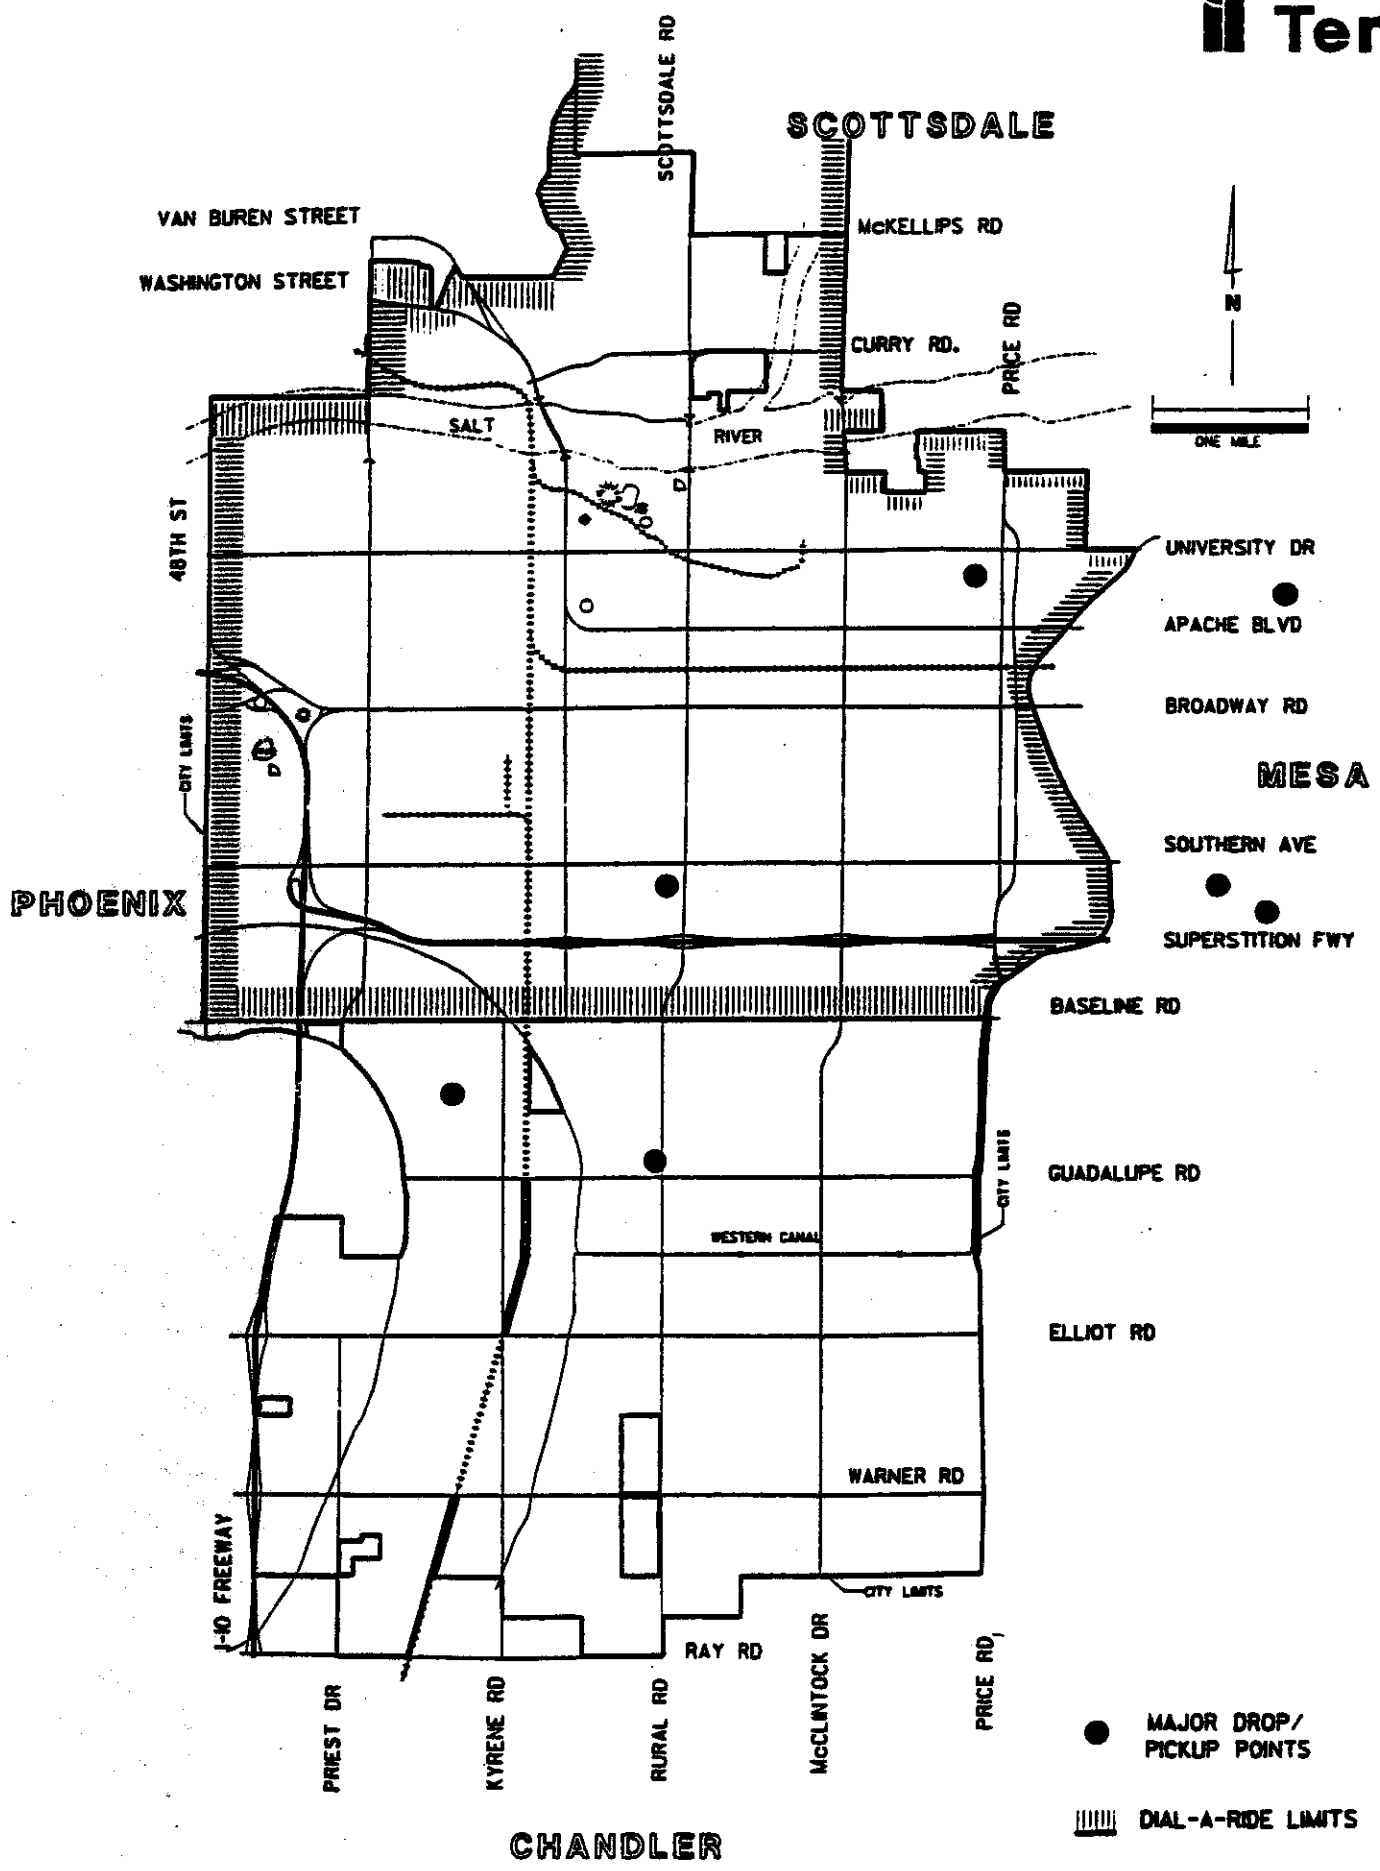 Ter
SCOTTSDALE RD
SCOTTSDALE
VAN BUREN STREET
McKELLIPS RD
WASHINGTON STREET
N
PRICE RD
CURRY RD.
SALT
RIVER
ONE MILE
48TH ST
UNIVERSITY DR
APACHE BLVD
BROADWAY RD
CITY LIMITS
MESA
SOUTHERN AVE
PHOENIX
SUPERSTITION FWY
BASELINE RD
CITY LIMITS
GUADALUPE RD
WESTERN CANAL
ELLIOT RD
WARNER RD
I-10 FREEWAY
CITY LIMITS
RAY RD
PRIEST DR
KYRENE RD
RURAL RD
McCLINTOCK DR
PRICE RD
MAJOR DROP/
PICKUP POINTS
DIAL-A-RIDE LIMITS
CHANDLER